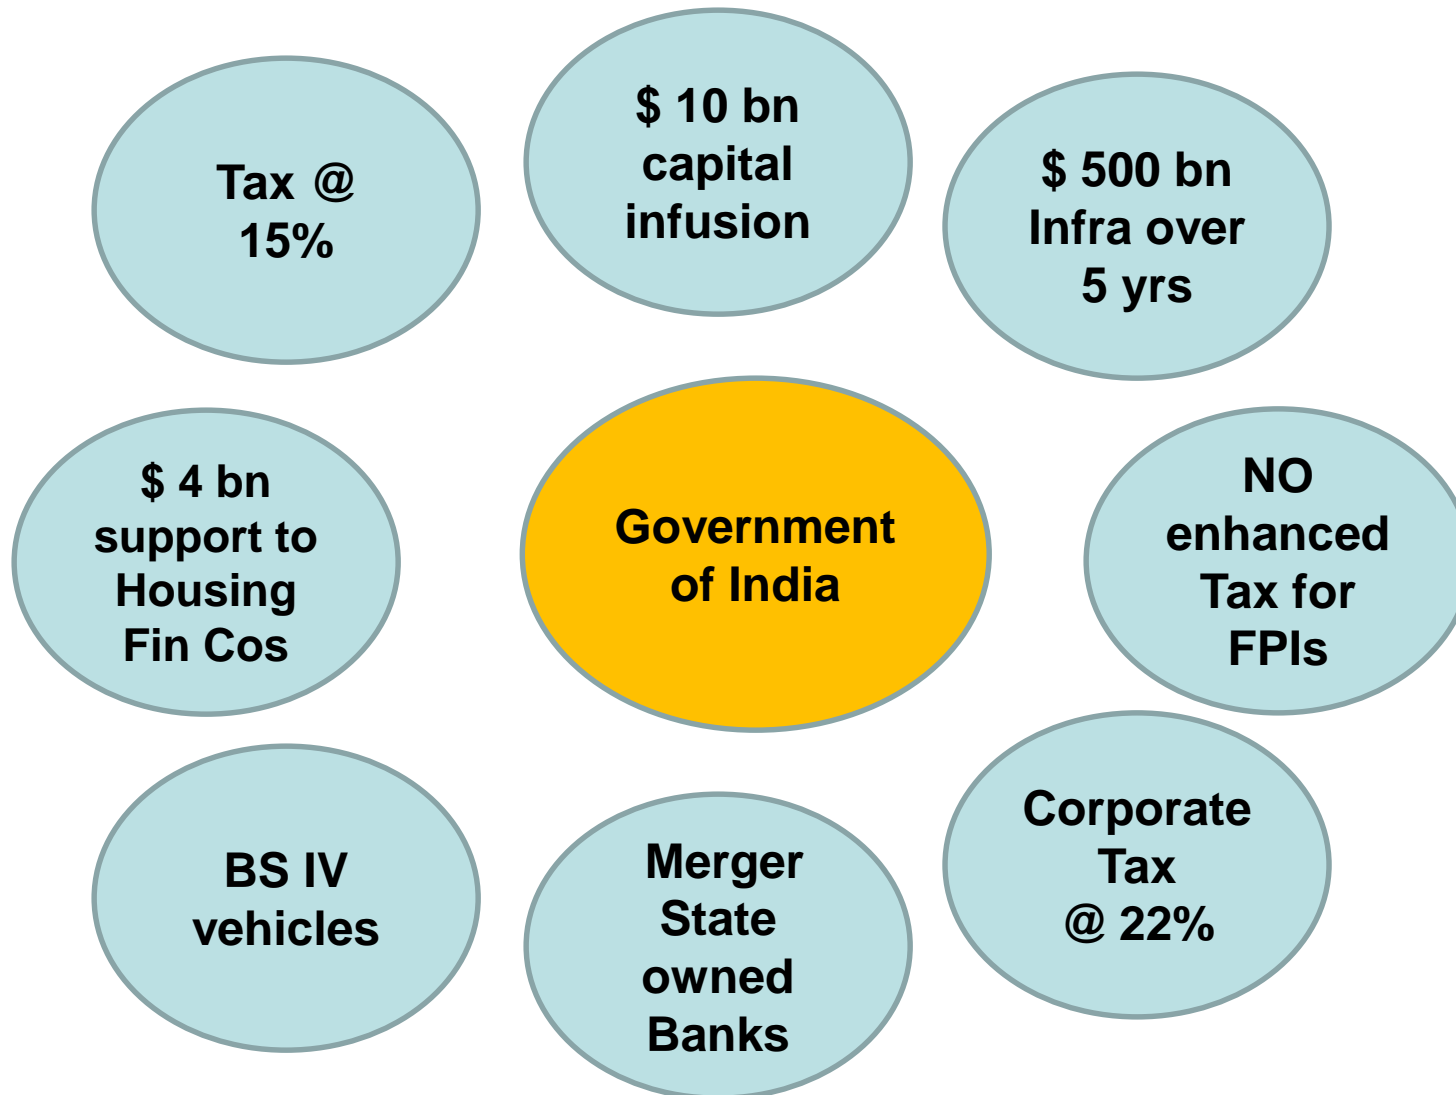 Tax @
15%
$ 10 bn
capital
infusion
$ 500 bn
Infra over
5 yrs
$ 4 bn
support to
Housing
Fin Cos
Government
of India
NO
enhanced
Tax for
FPIs
BS IV
vehicles
Merger
State
owned
Banks
Corporate
Tax
@ 22%